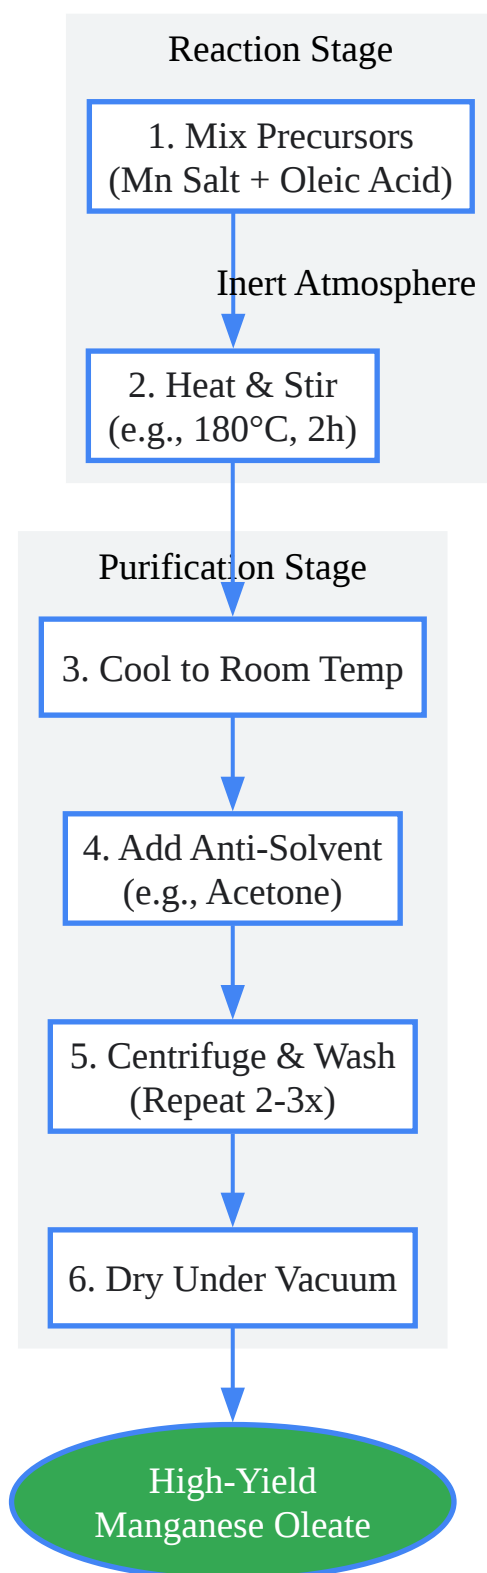 Reaction Stage
1. Mix Precursors
(Mn Salt + Oleic Acid)
Inert Atmosphere
2. Heat & Stir
(e.g., 180°C, 2h)
Purification Stage
3. Cool to Room Temp
4. Add Anti-Solvent
(e.g., Acetone)
5. Centrifuge & Wash
(Repeat 2-3x)
6. Dry Under Vacuum
High-Yield
Manganese Oleate